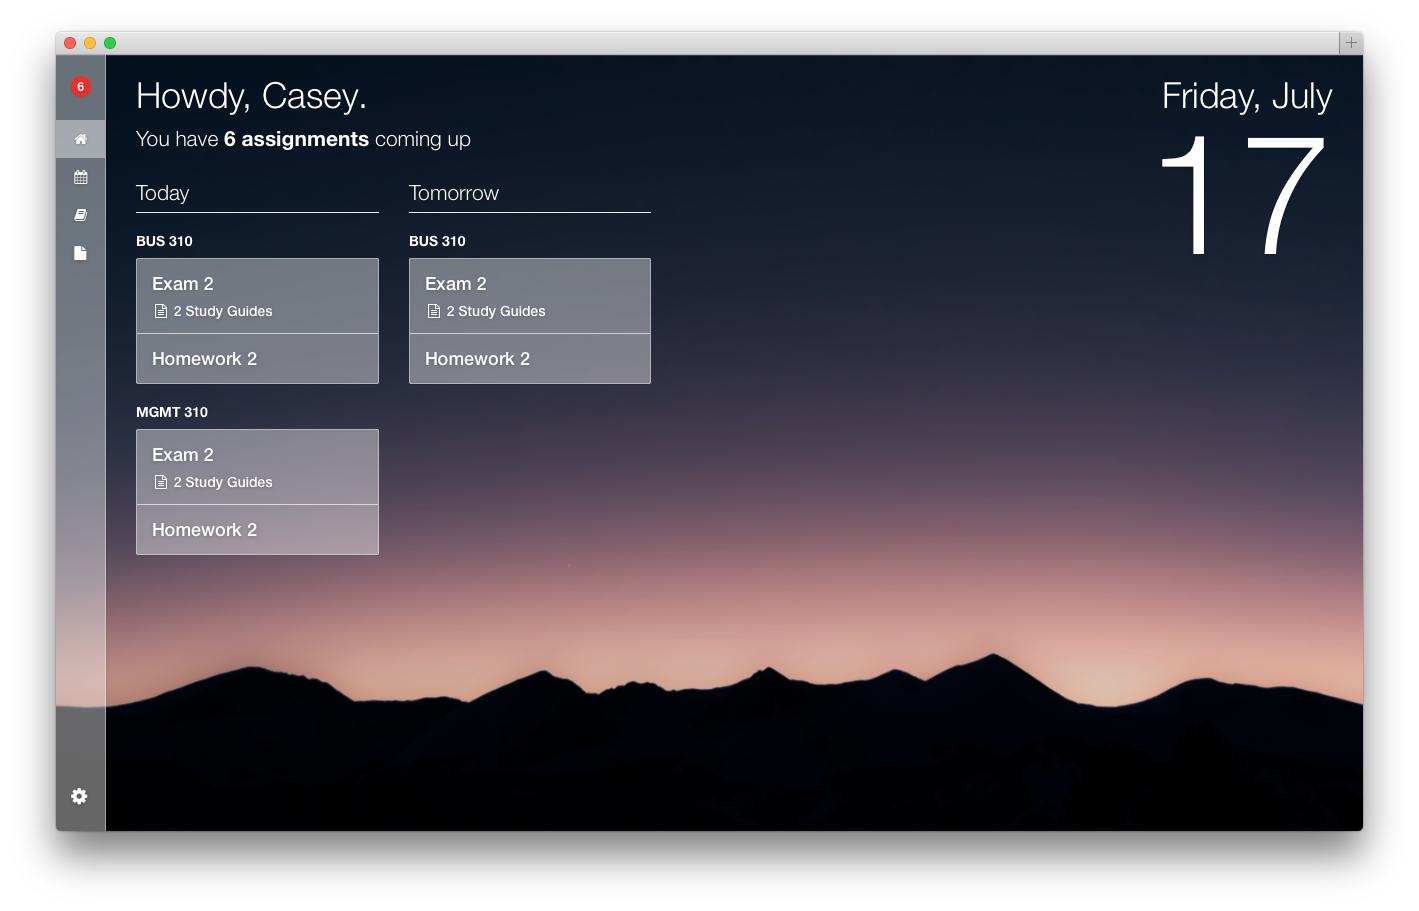 6
Howdy, Casey.
You have 6 assignments coming up
Friday, July
17
Today
BUS 310
Exam 2
2 Study Guides
Homework 2
MGMT 310
Exam 2
2 Study Guides
Homework 2
Tomorrow
BUS 310
Exam 2
2 Study Guides
Homework 2